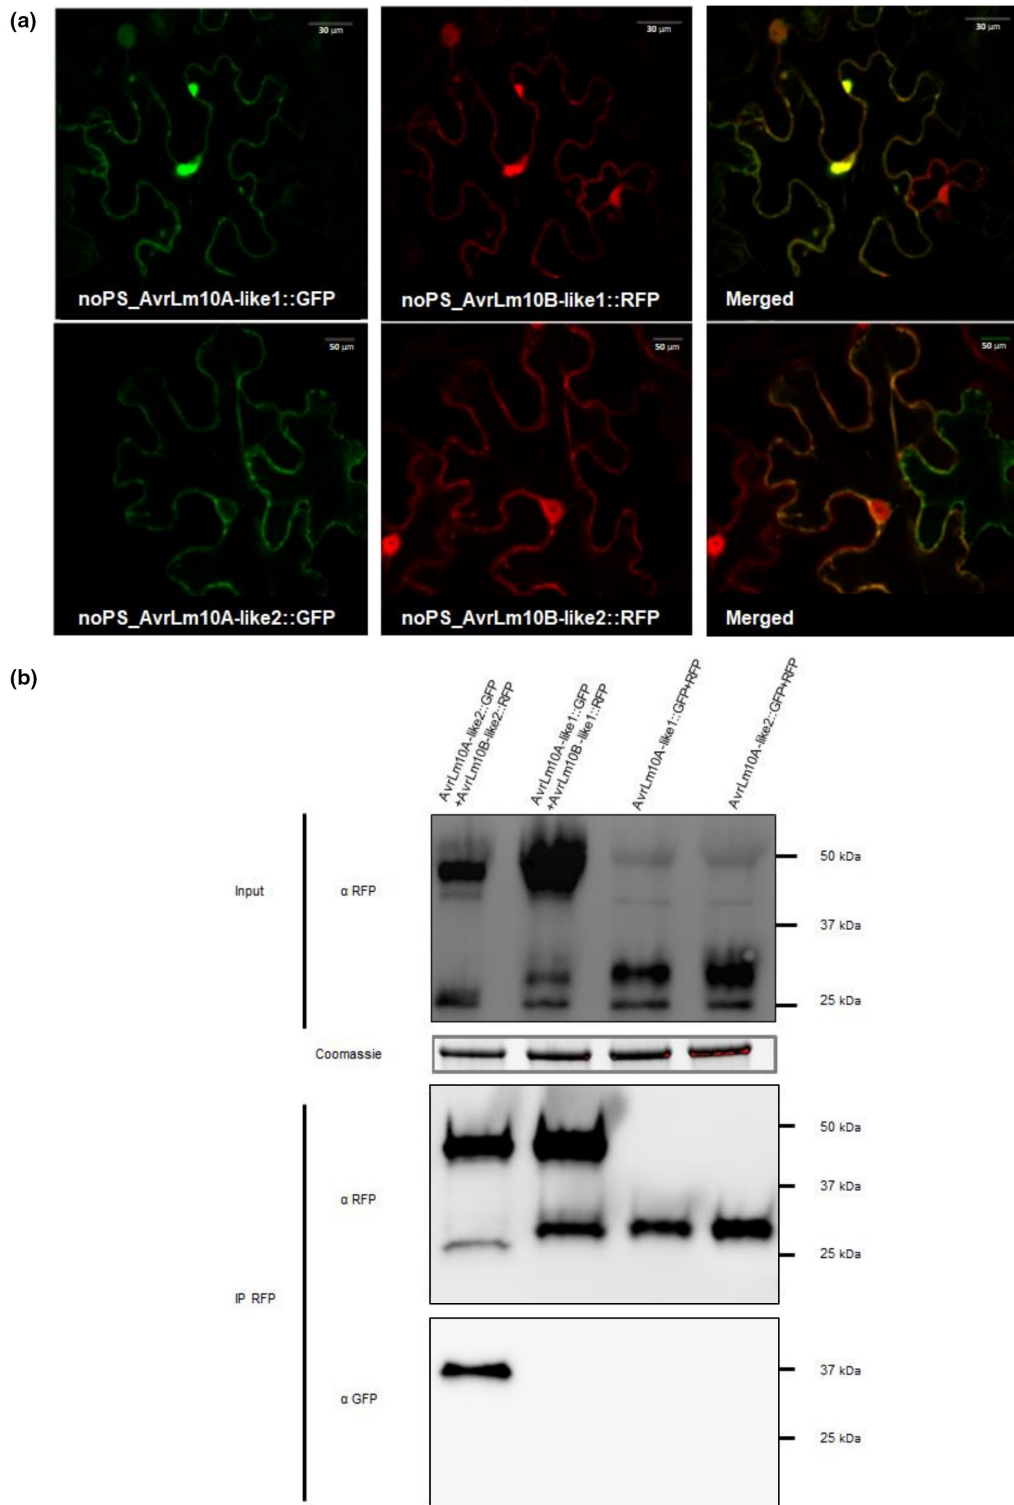 (a)
30 µm
30 µm
30 µm
noPS_AvrLm10A-like1::GFP
noPS_AvrLm10B-like1::RFP
Merged
50 µm
50 µm
50 µm
noPS_AvrLm10A-like2::GFP
noPS_AvrLm10B-like2::RFP
Merged
(b)
AvrLm10A-like2::GFP
+AvrLm10B-like2::RFP
AvrLm10A-like1::GFP
+AvrLm10B-like1::RFP
AvrLm10A-like1::GFP+RFP
AvrLm10A-like2::GFP+RFP
Input
α RFP
50 kDa
37 kDa
25 kDa
Coomassie
IP RFP
α RFP
50 kDa
37 kDa
25 kDa
α GFP
37 kDa
25 kDa